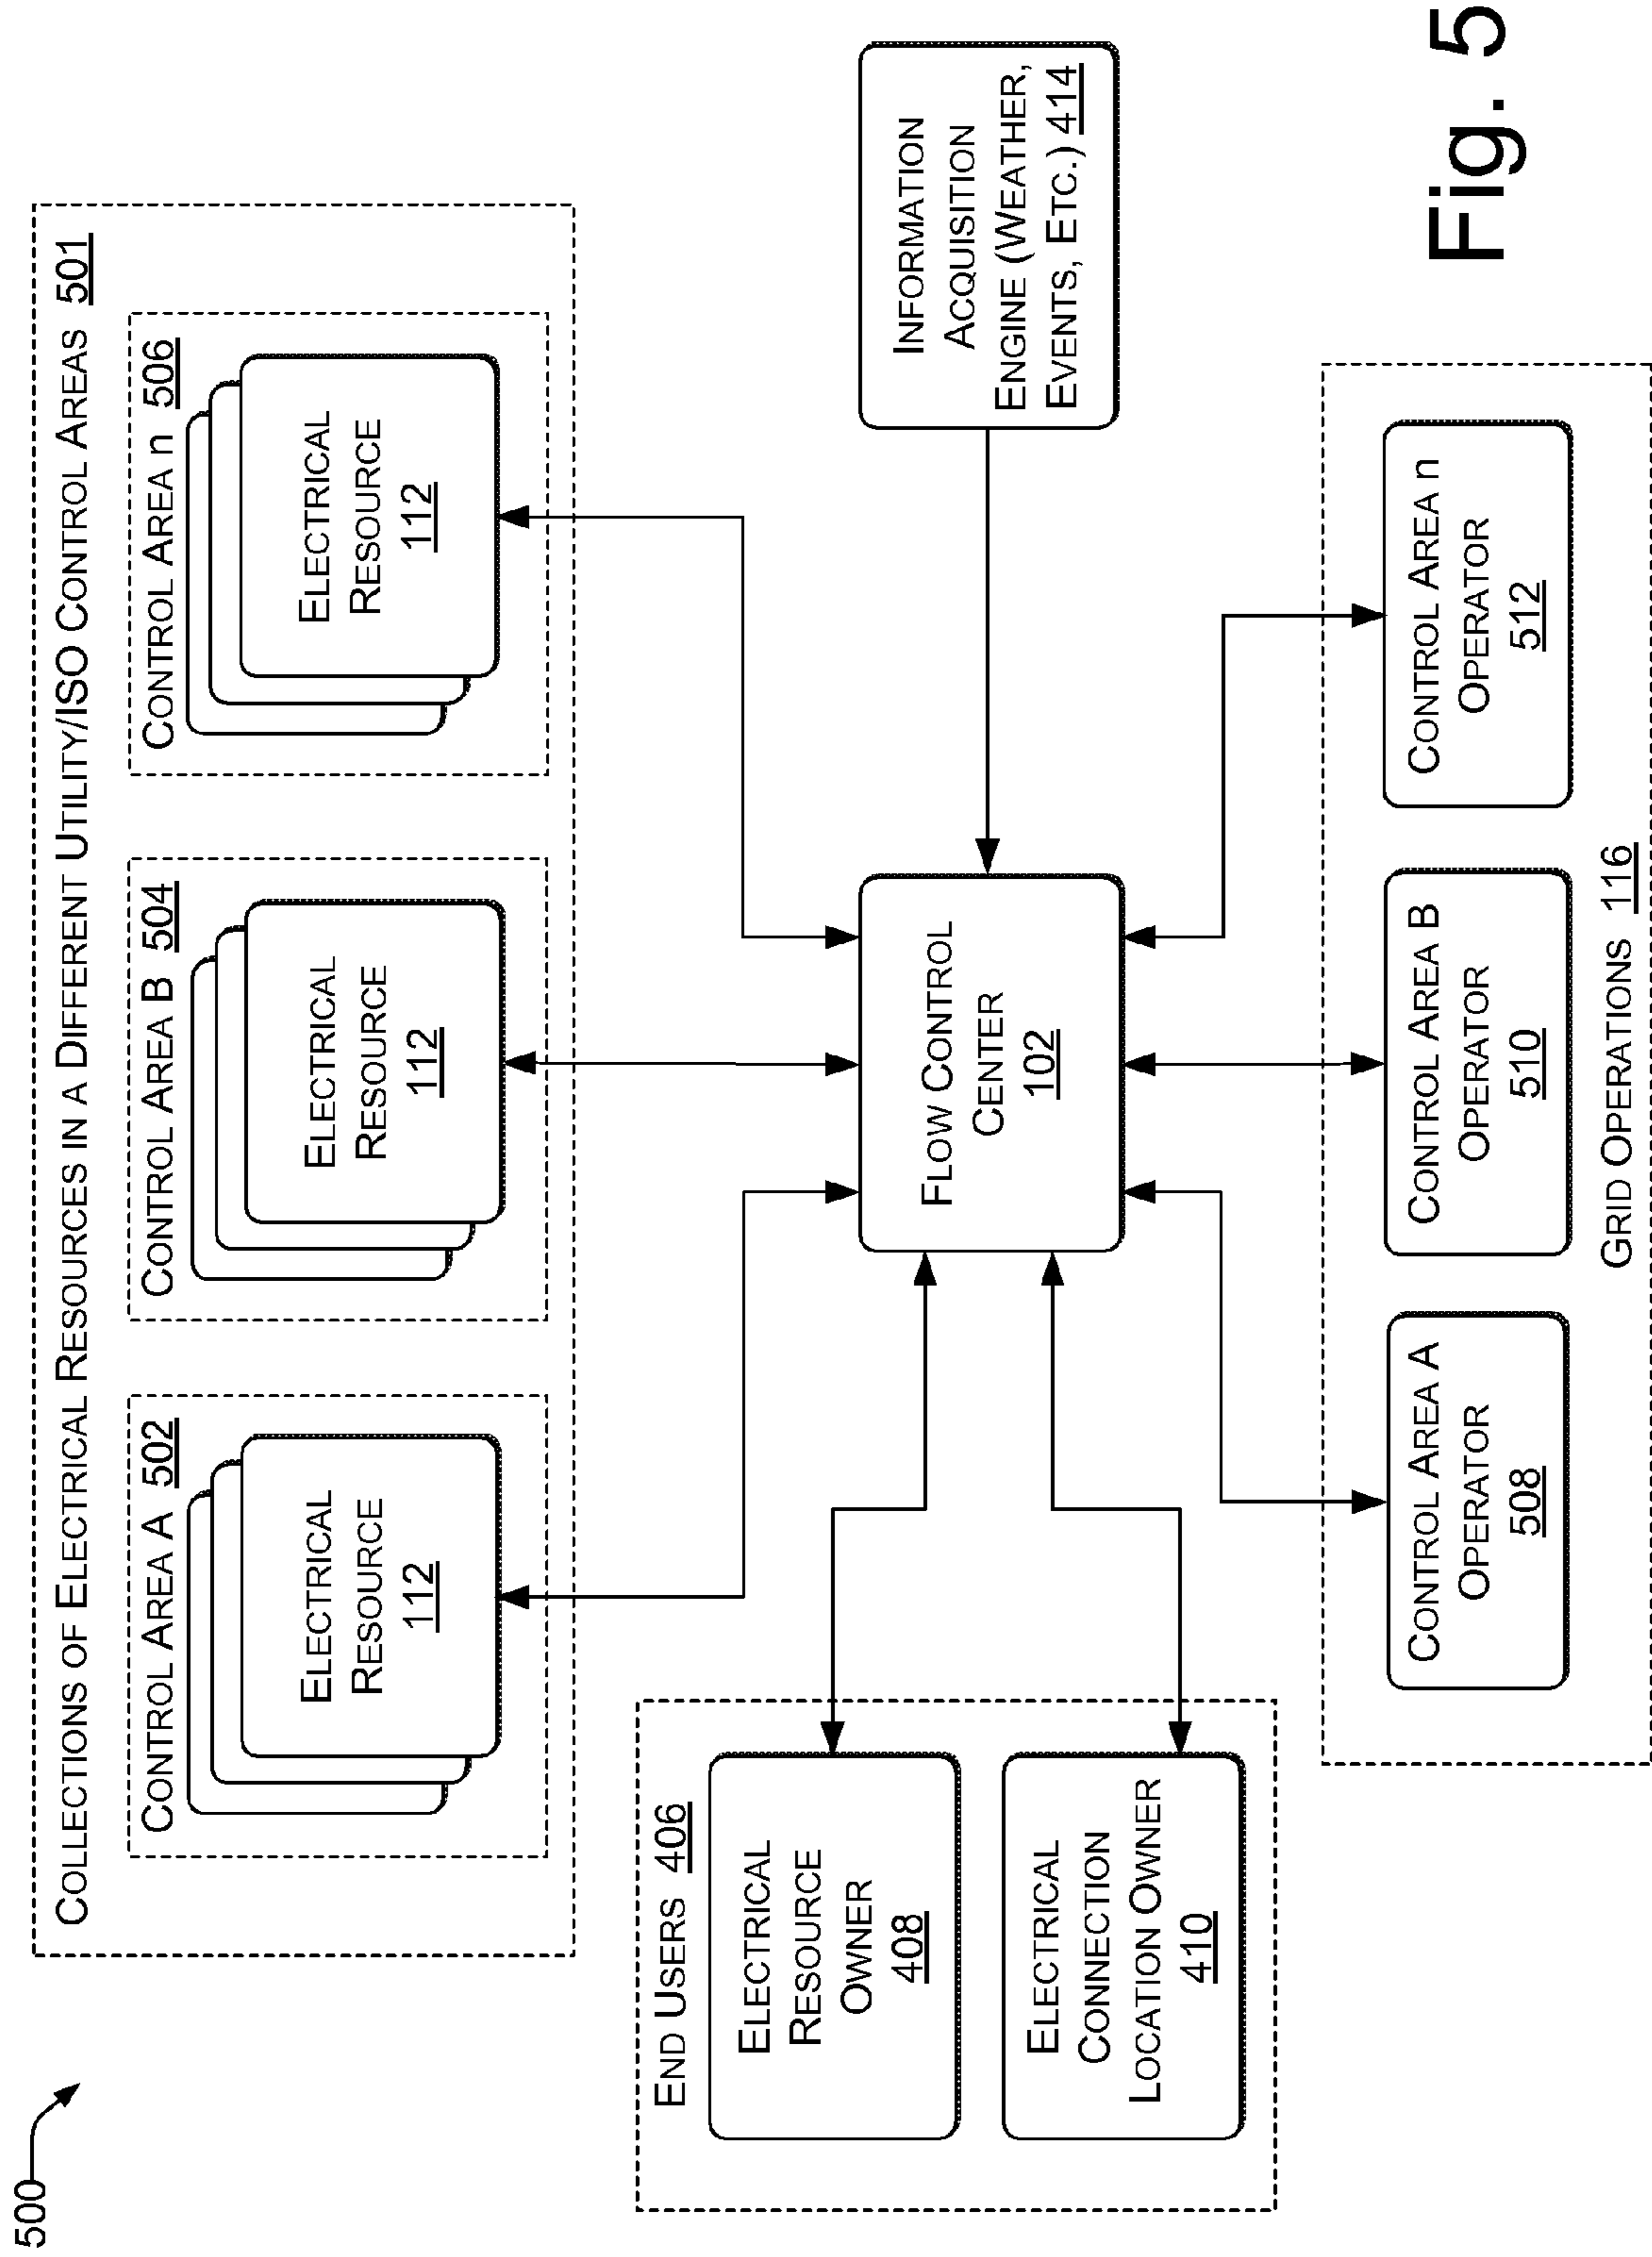 500
COLLECTIONS OF ELECTRICAL RESOURCES IN A DIFFERENT UTILITY/ISO CONTROL AREAS 501
CONTROL AREA A 502
ELECTRICAL
RESOURCE
112
CONTROL AREA B 504
ELECTRICAL
RESOURCE
112
CONTROL AREA n 506
ELECTRICAL
RESOURCE
112
END USERS 406
ELECTRICAL
RESOURCE
OWNER
408
ELECTRICAL
CONNECTION
LOCATION OWNER
410
FLOW CONTROL
CENTER
102
INFORMATION
ACQUISITION
ENGINE (WEATHER,
EVENTS, ETC.) 414
CONTROL AREA A
OPERATOR
508
CONTROL AREA B
OPERATOR
510
CONTROL AREA n
OPERATOR
512
GRID OPERATIONS 116
Fig. 5